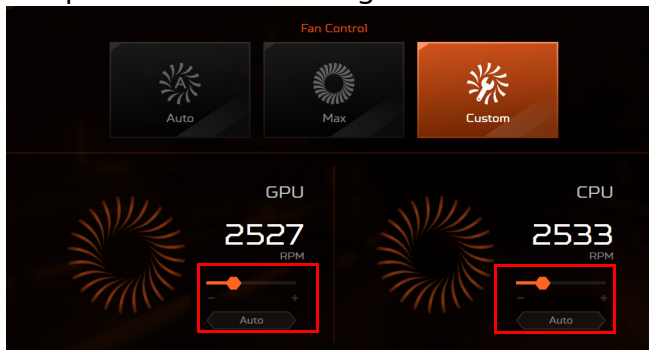 Fan Control
Auto
Max
Custom
GPU
2527
RPM
- +
Auto
CPU
2533
RPM
- +
Auto